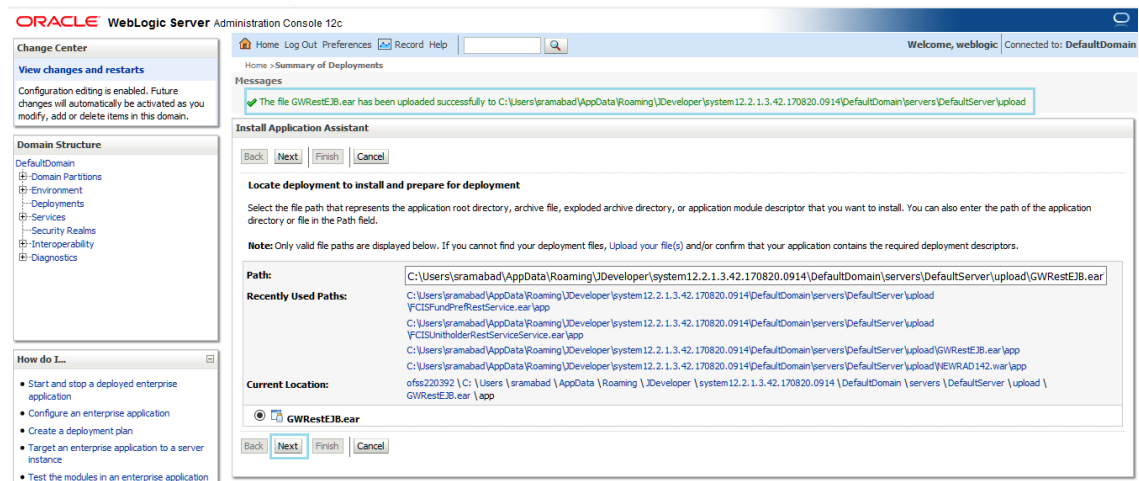 ORACLE WebLogic Server Administration Console 12c
Change Center
View changes and restarts
Configuration editing is enabled. Future
changes will automatically be activated as you
modify, add or delete items in this domain.
Domain Structure
DefaultDomain
Domain Partitions
Environment
Deployments
Services
Security Realms
Interoperability
Diagnostics
How do I...
Start and stop a deployed enterprise
application
Configure an enterprise application
Create a deployment plan
Target an enterprise application to a server
instance
Test the modules in an enterprise application
Home Log Out Preferences Record Help
Welcome, weblogic Connected to: DefaultDomain
Home >Summary of Deployments
Messages
The file GWRestEJB.ear has been uploaded successfully to C:\Users\sramabad\AppData\Roaming\JDeveloper\system12.2.1.3.42.170820.0914\DefaultDomain\servers\DefaultServer\upload
Install Application Assistant
Back Next Finish Cancel
Locate deployment to install and prepare for deployment
Select the file path that represents the application root directory, archive file, exploded archive directory, or application module descriptor that you want to install. You can also enter the path of the application
directory or file in the Path field.
Note: Only valid file paths are displayed below. If you cannot find your deployment files, Upload your file(s) and/or confirm that your application contains the required deployment descriptors.
Path: C:\Users\sramabad\AppData\Roaming\JDeveloper\system12.2.1.3.42.170820.0914\DefaultDomain\servers\DefaultServer\upload\GWRestEJB.ear
Recently Used Paths: C:\Users\sramabad\AppData\Roaming\JDeveloper\system12.2.1.3.42.170820.0914\DefaultDomain\servers\DefaultServer\upload
\FCISFundPrefRestService.ear\app
C:\Users\sramabad\AppData\Roaming\JDeveloper\system12.2.1.3.42.170820.0914\DefaultDomain\servers\DefaultServer\upload
\FCISUnitholderRestServiceService.ear\app
C:\Users\sramabad\AppData\Roaming\JDeveloper\system12.2.1.3.42.170820.0914\DefaultDomain\servers\DefaultServer\upload\GWRestEJB.ear\app
C:\Users\sramabad\AppData\Roaming\JDeveloper\system12.2.1.3.42.170820.0914\DefaultDomain\servers\DefaultServer\upload\NEWRAD142.war\app
Current Location: ofss220392 \ C: \ Users \ sramabad \ AppData \ Roaming \ JDeveloper \ system12.2.1.3.42.170820.0914 \ DefaultDomain \ servers \ DefaultServer \ upload \
GWRestEJB.ear \ app
GWRestEJB.ear
Back Next Finish Cancel